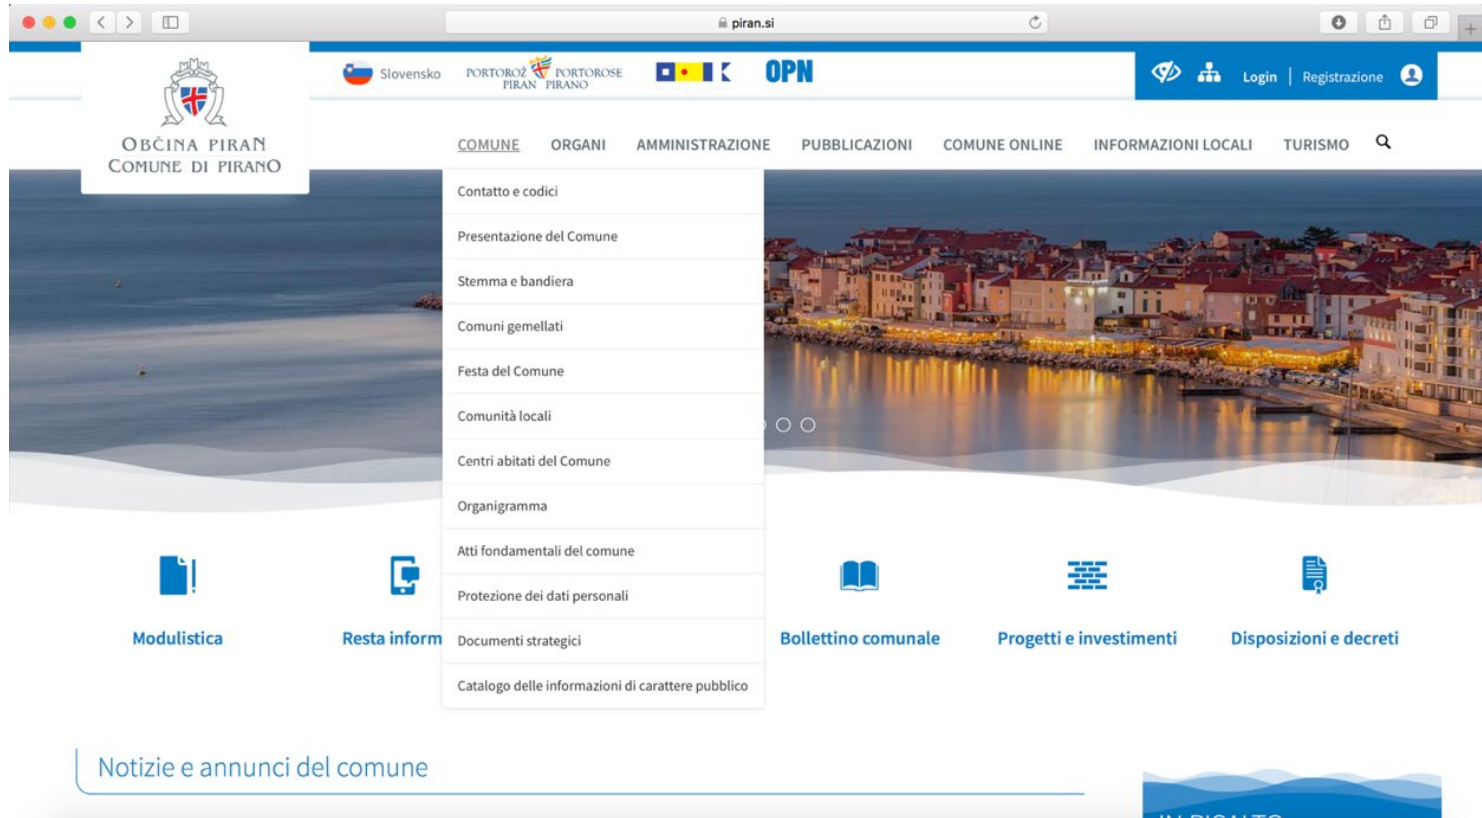 piran.si
Slovensko
PORTOROŽ PORTOROSE
PIRAN PIRANO
OPN
Login | Registrazione
OBČINA PIRAN
COMUNE DI PIRANO
COMUNE ORGANI AMMINISTRAZIONE PUBBLICAZIONI COMUNE ONLINE INFORMAZIONI LOCALI TURISMO
Contatto e codici
Presentazione del Comune
Stemma e bandiera
Comuni gemellati
Festa del Comune
Comunità locali
Centri abitati del Comune
Organigramma
Atti fondamentali del comune
Protezione dei dati personali
Documenti strategici
Catalogo delle informazioni di carattere pubblico
Modulistica
Resta inform
Bollettino comunale
Progetti e investimenti
Disposizioni e decreti
Notizie e annunci del comune